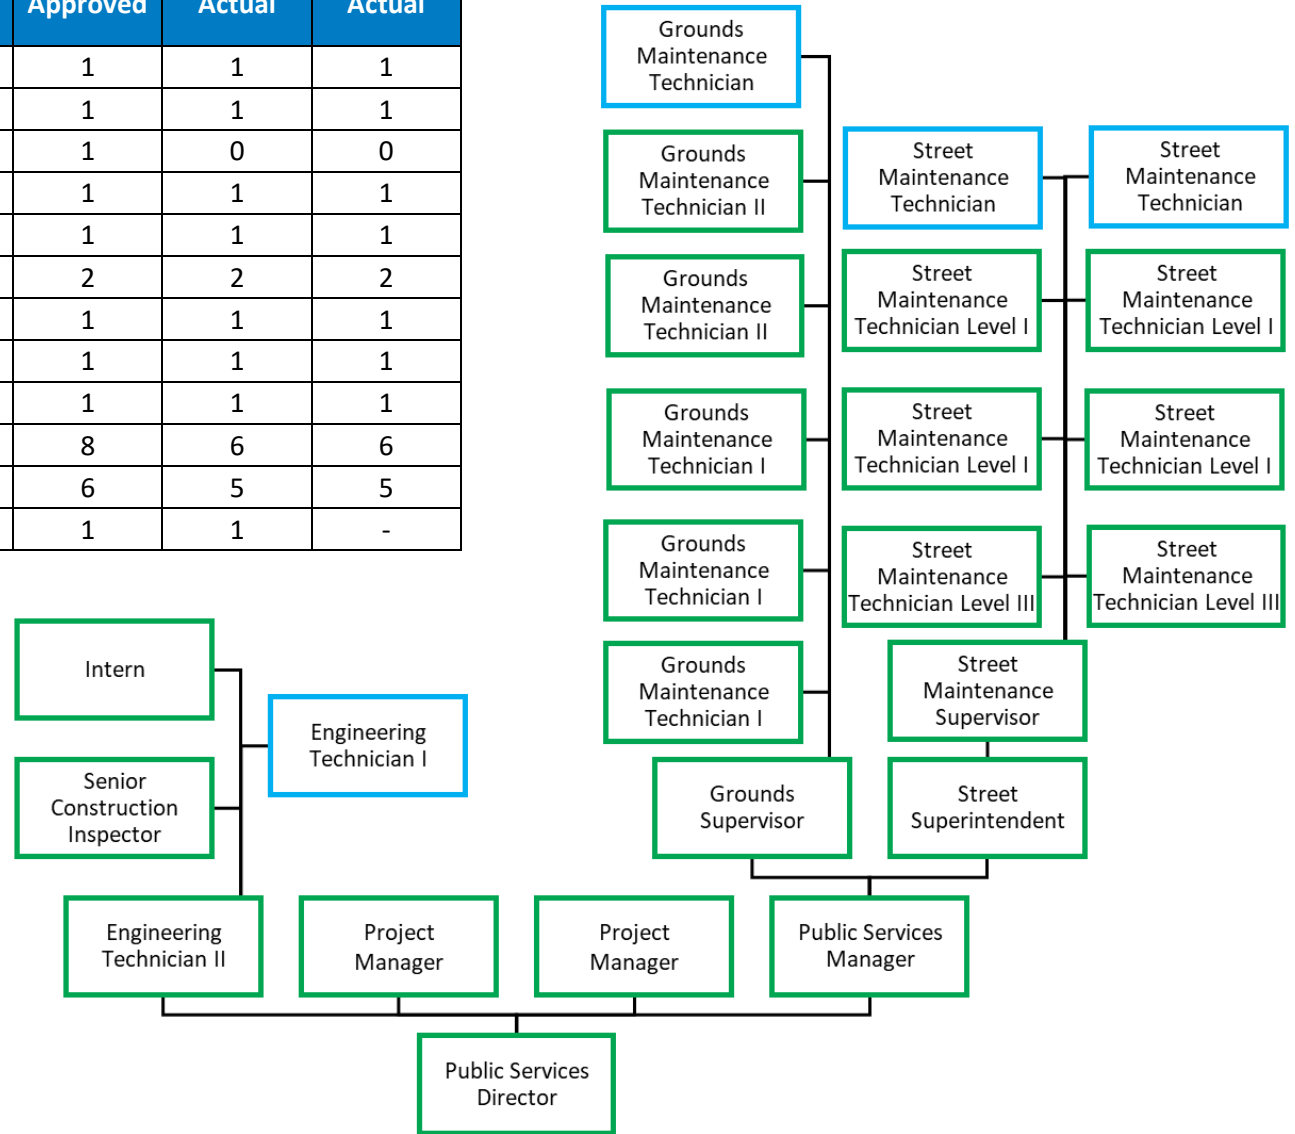 Approved Actual Actual
1 1 1
1 1 1
1 0 0
1 1 1
1 1 1
2 2 2
1 1 1
1 1 1
1 1 1
8 6 6
6 5 5
1 1 -
Grounds
Maintenance
Technician
Grounds
Maintenance
Technician II
Grounds
Maintenance
Technician II
Grounds
Maintenance
Technician I
Grounds
Maintenance
Technician I
Grounds
Maintenance
Technician I
Grounds
Supervisor
Street
Maintenance
Technician
Street
Maintenance
Technician
Street
Maintenance
Technician Level I
Street
Maintenance
Technician Level I
Street
Maintenance
Technician Level I
Street
Maintenance
Technician Level I
Street
Maintenance
Technician Level III
Street
Maintenance
Technician Level III
Street
Maintenance
Supervisor
Street
Superintendent
Intern
Engineering
Technician I
Senior
Construction
Inspector
Engineering
Technician II
Project
Manager
Project
Manager
Public Services
Manager
Public Services
Director